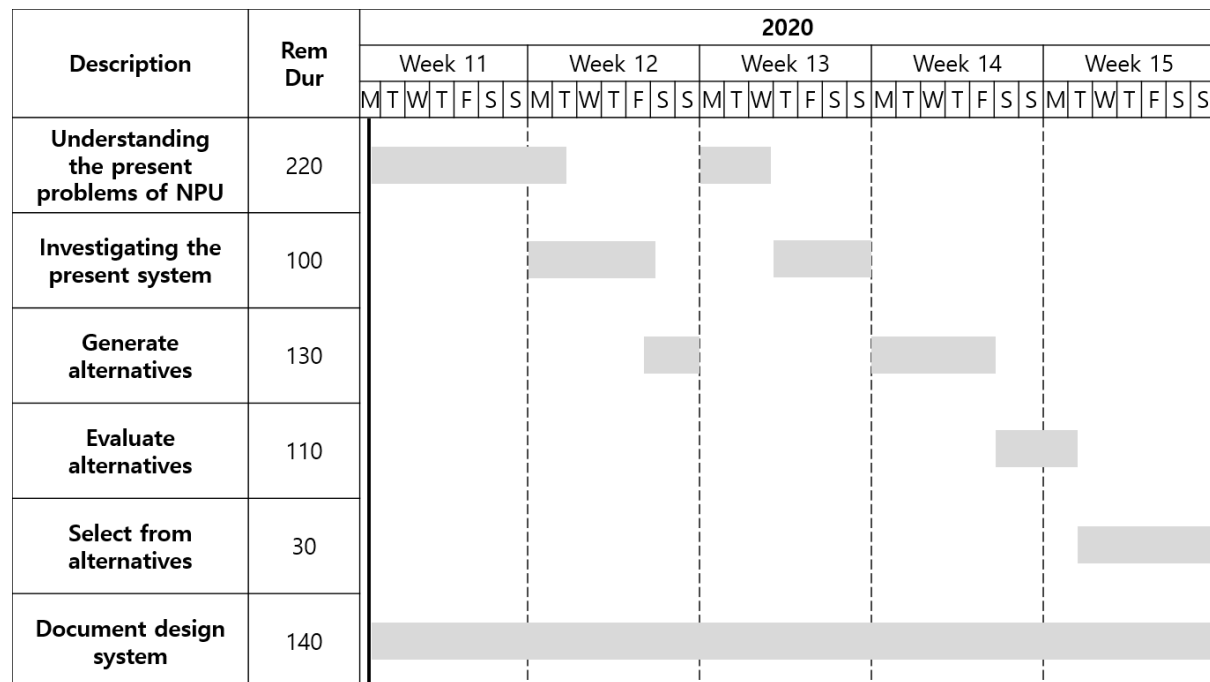 Description
Rem
Dur
2020
Week 11 Week 12 Week 13 Week 14 Week 15
M T W T F S S M T W T F S S M T W T F S S M T W T F S S M T W T F S S
Understanding
the present
problems of NPU
220
Investigating the
present system
100
Generate
alternatives
130
Evaluate
alternatives
110
Select from
alternatives
30
Document design
system
140